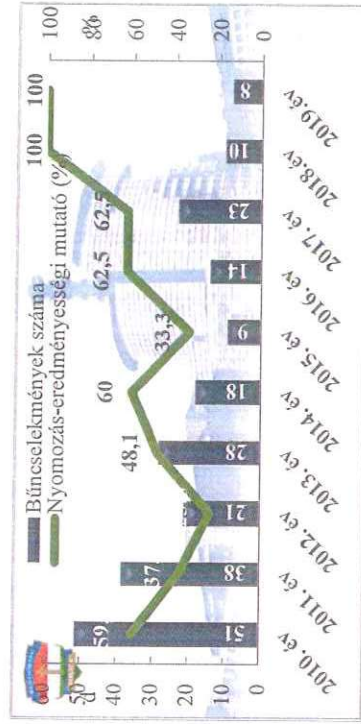 Bűncselekmények száma
Nyomozás-eredményességi mutató (%)
60
50
40
30
20
10
0
100
80
60
40
20
0
%
59,
37,
48,1
60
33,3
62,5
62,5
100
100
51
38
21
28
18
9
14
23
10
8
2010. év
2011. év
2012. év
2013. év
2014. év
2015. év
2016. év
2017. év
2018.év
2019.év